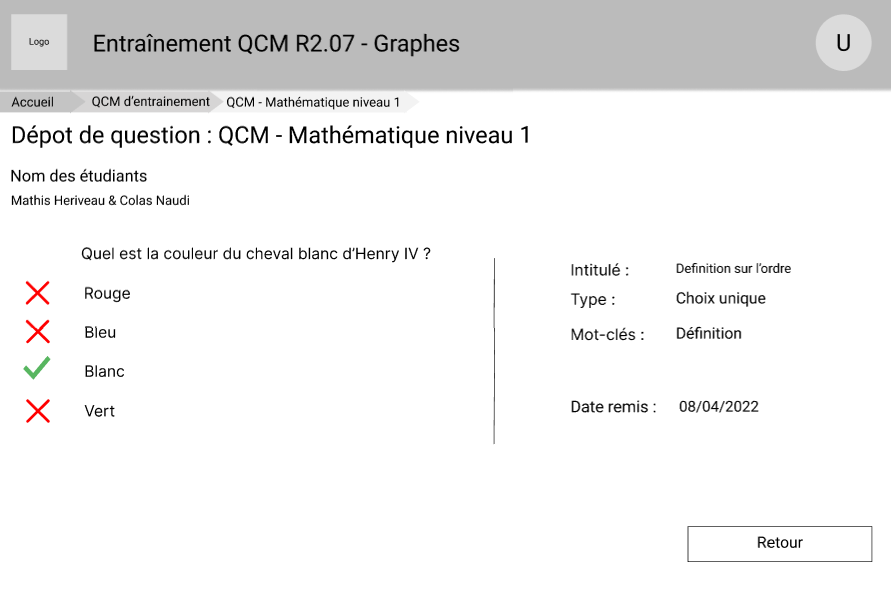 Logo
Entraînement QCM R2.07 - Graphes
U
Accueil
QCM d'entrainement
QCM - Mathématique niveau 1
Dépot de question : QCM - Mathématique niveau 1
Nom des étudiants
Mathis Heriveau & Colas Naudi
Quel est la couleur du cheval blanc d'Henry IV ?
Rouge
Bleu
Blanc
Vert
Intitulé : Definition sur l'ordre
Type : Choix unique
Mot-clés : Définition
Date remis : 08/04/2022
Retour